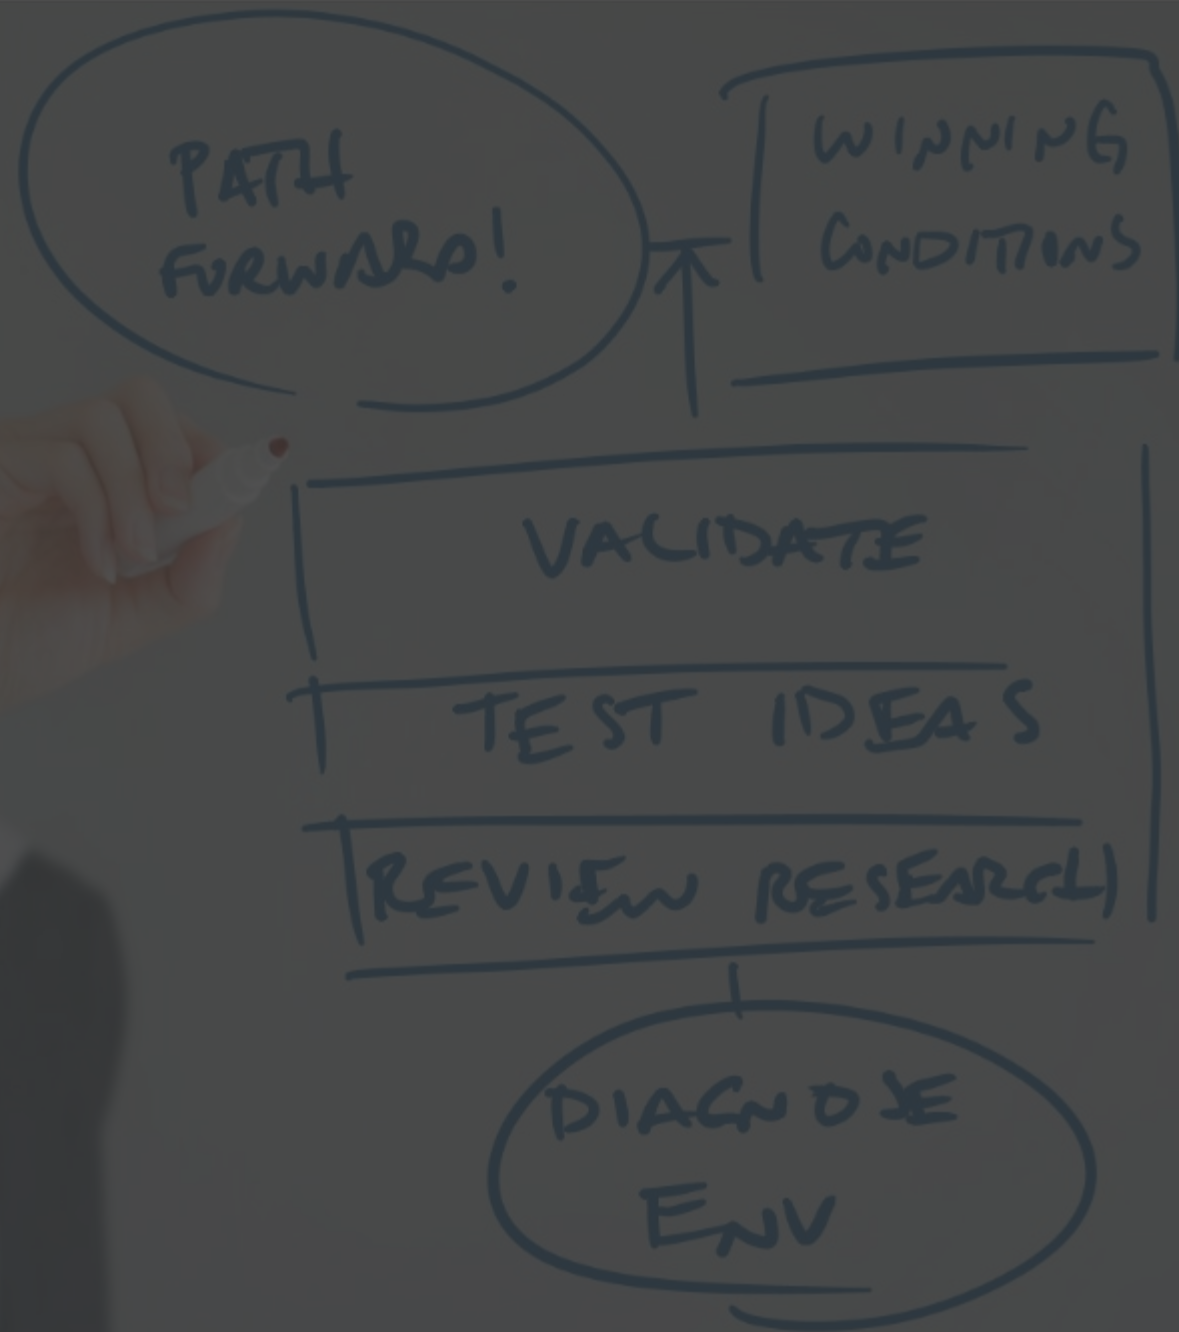 PATH
FORWARD!
WINNING
CONDITIONS
VALIDATE
TEST IDEAS
REVIEW RESEARCH
DIAGNOSE
ENV